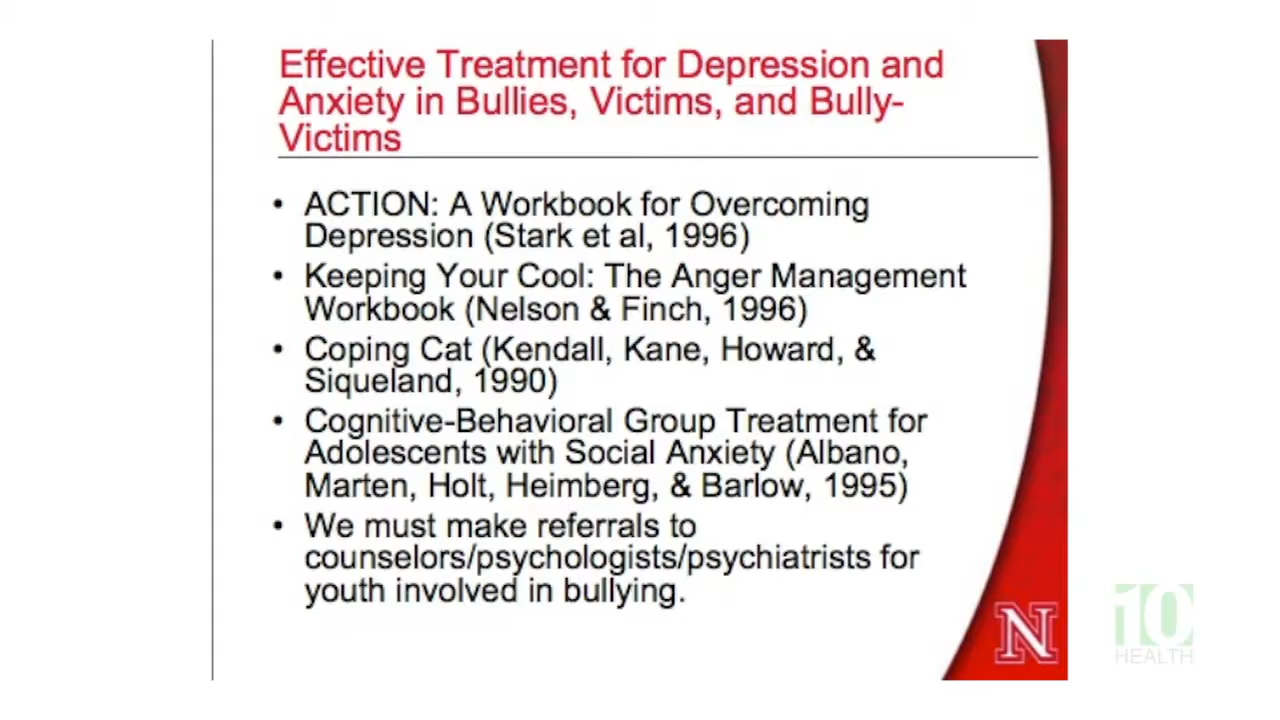 Effective Treatment for Depression and
Anxiety in Bullies, Victims, and Bully-
Victims
• ACTION: A Workbook for Overcoming
Depression (Stark et al, 1996)
• Keeping Your Cool: The Anger Management
Workbook (Nelson & Finch, 1996)
• Coping Cat (Kendall, Kane, Howard, &
Siqueland, 1990)
• Cognitive-Behavioral Group Treatment for
Adolescents with Social Anxiety (Albano,
Marten, Holt, Heimberg, & Barlow, 1995)
• We must make referrals to
counselors/psychologists/psychiatrists for
youth involved in bullying.
N
10
HEALTH